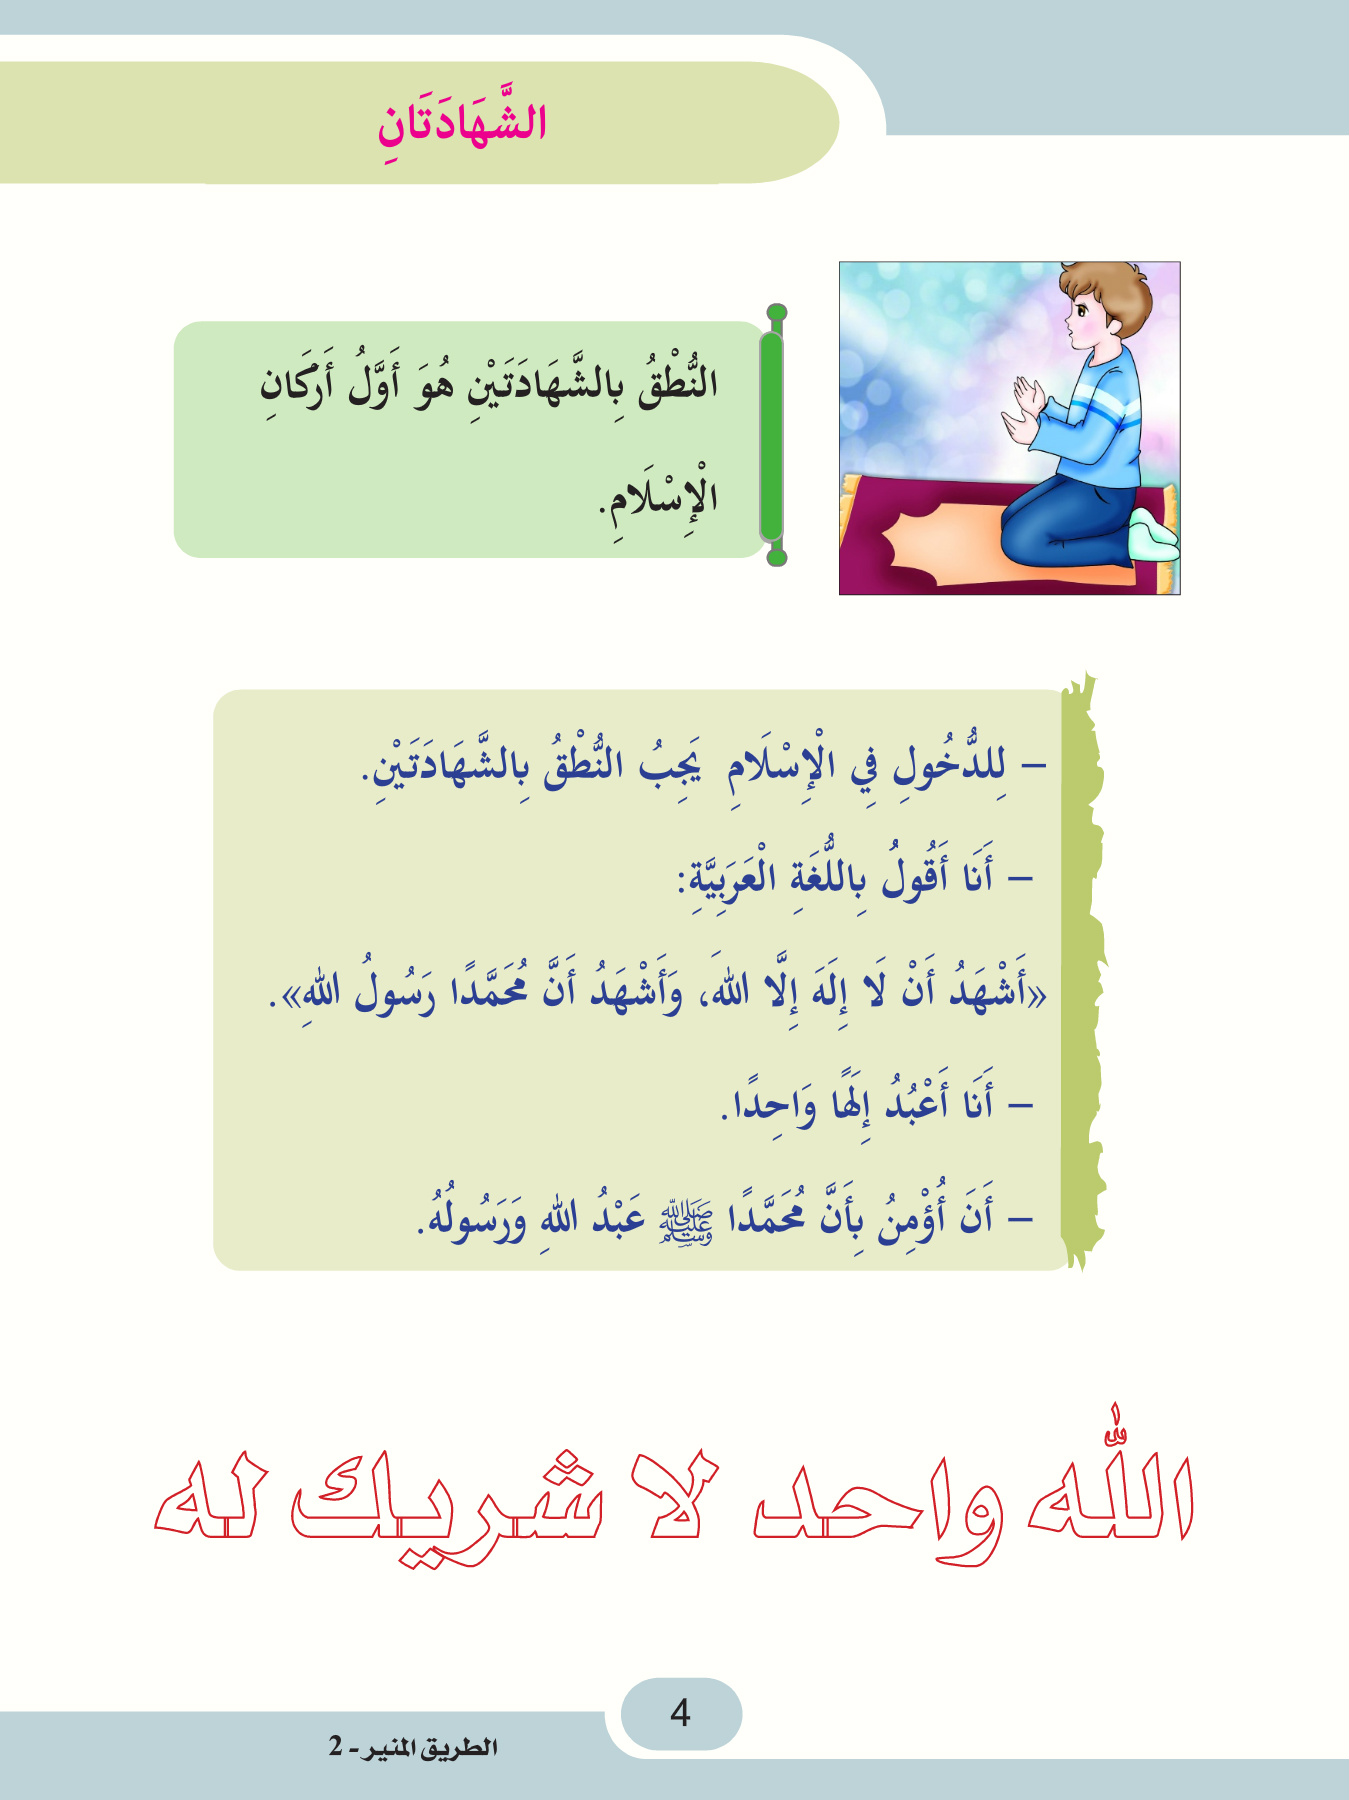 الشَّهَادَتَانِ
النُّطْقُ بِالشَّهَادَتَيْنِ هُوَ أَوَّلُ أَرْكَانِ
الْإِسْلَامِ.
– لِلدُّخُولِ فِي الْإِسْلَامِ يَجِبُ النُّطْقُ بِالشَّهَادَتَيْنِ.
– أَنَا أَقُولُ بِاللُّغَةِ الْعَرَبِيَّةِ:
«أَشْهَدُ أَنْ لَا إِلَهَ إِلَّا اللهَ، وَأَشْهَدُ أَنَّ مُحَمَّدًا رَسُولُ اللهِ».
– أَنَا أَعْبُدُ إِلَهًا وَاحِدًا.
– أَنَ أُؤْمِنُ بِأَنَّ مُحَمَّدًا ﷺ عَبْدُ اللهِ وَرَسُولُهُ.
الله واحد لا شريك له
4
الطريق المنير - 2